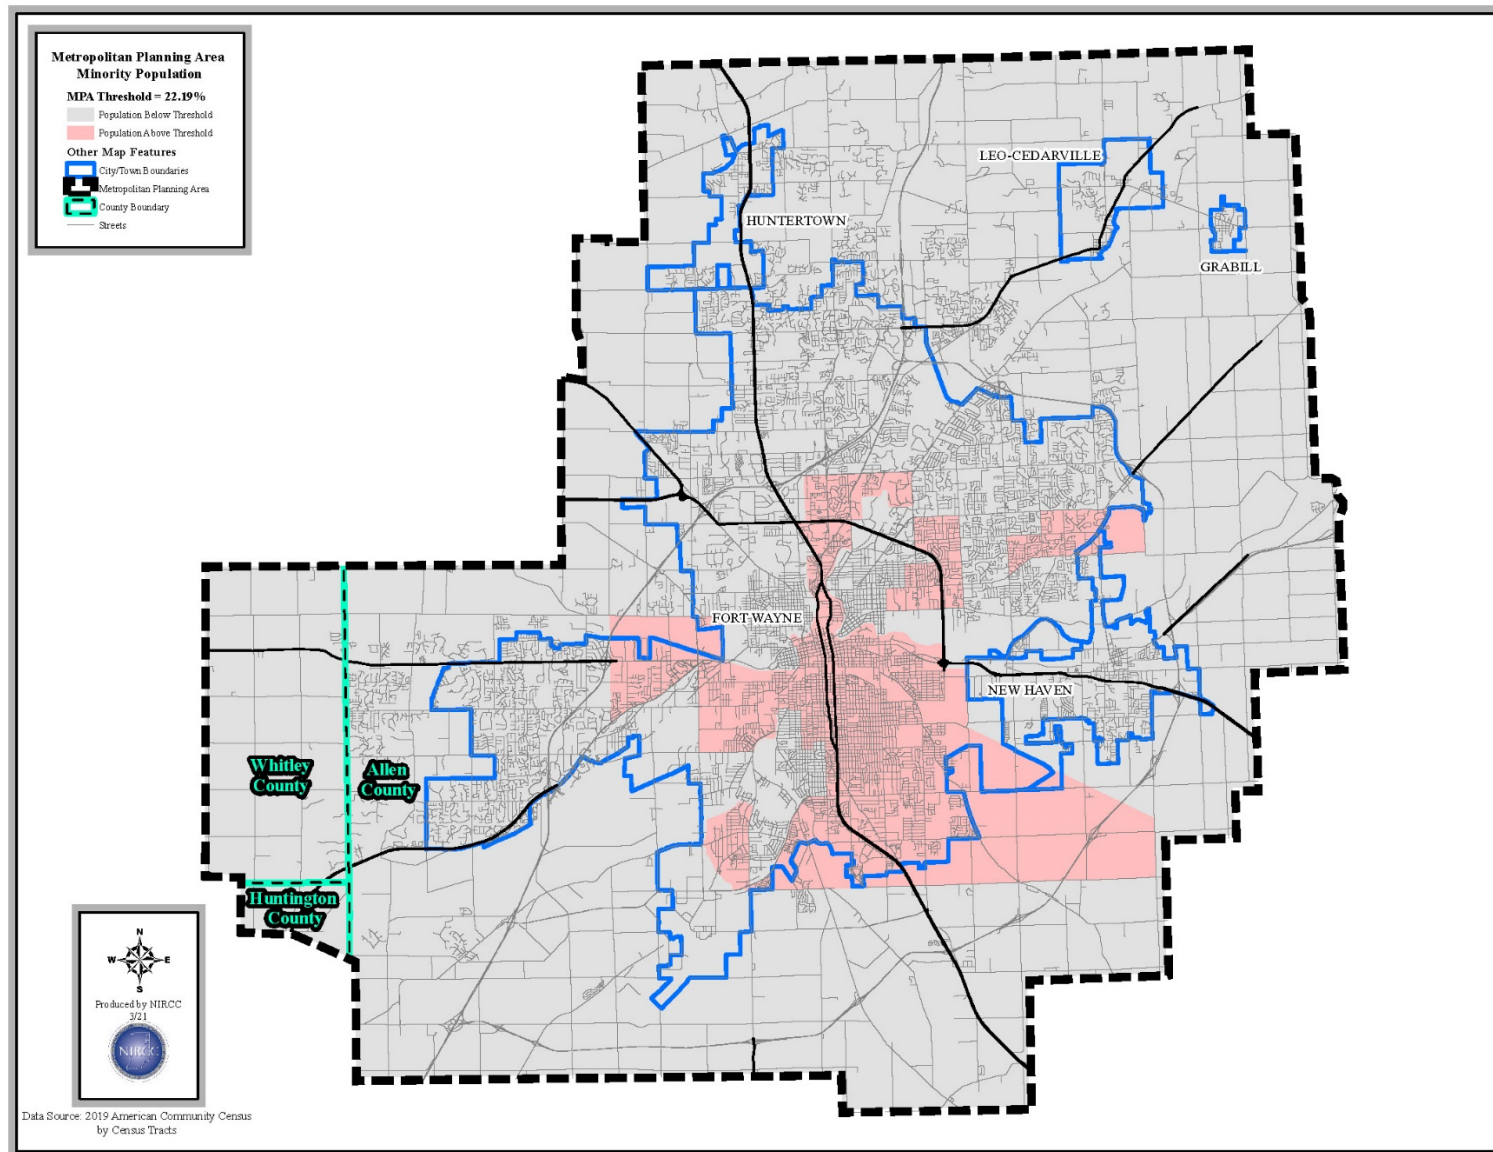 Metropolitan Planning Area
Minority Population
MPA Threshold = 22.19%
Population Below Threshold
Population Above Threshold
Other Map Features
City/Town Boundaries
Metropolitan Planning Area
County Boundary
Streets
LEO-CEDARVILLE
HUNTERTOWN
GRABILL
FORT WAYNE
NEW HAVEN
Whitley
County
Allen
County
Huntington
County
N
W
E
S
Produced by NIRCC
3/21
NIRCC
Data Source: 2019 American Community Census
by Census Tracts